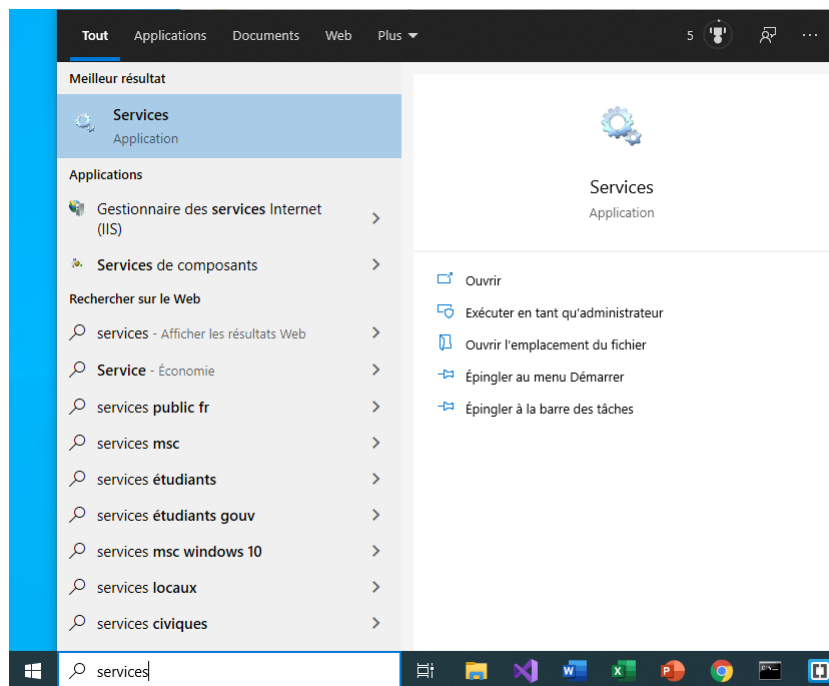 Tout Applications Documents Web Plus 5 ...
Meilleur résultat
Services
Application
Applications
Gestionnaire des services Internet
(IIS)
Services de composants
Rechercher sur le Web
services - Afficher les résultats Web
Service - Économie
services public fr
services msc
services étudiants
services étudiants gouv
services msc windows 10
services locaux
services civiques
services
Services
Application
Ouvrir
Exécuter en tant qu'administrateur
Ouvrir l'emplacement du fichier
Épingler au menu Démarrer
Épingler à la barre des tâches